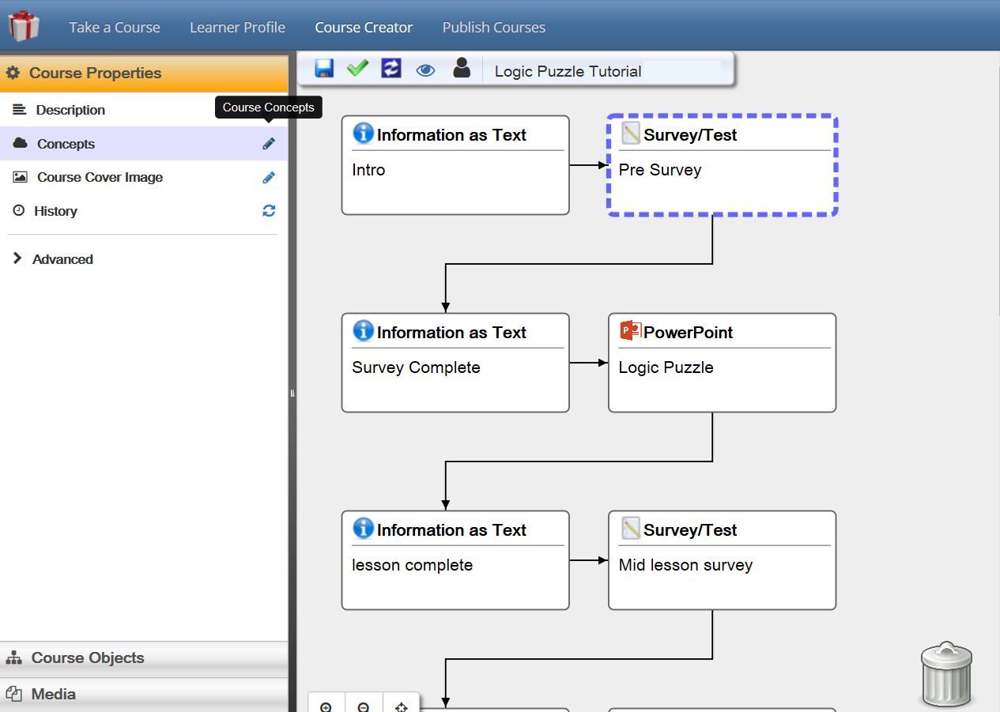 Take a Course
Learner Profile
Course Creator
Publish Courses
Course Properties
Description
Course Concepts
Concepts
Course Cover Image
History
Advanced
Course Objects
Media
Logic Puzzle Tutorial
Information as Text
Intro
Survey/Test
Pre Survey
Information as Text
Survey Complete
P
PowerPoint
Logic Puzzle
Information as Text
lesson complete
Survey/Test
Mid lesson survey